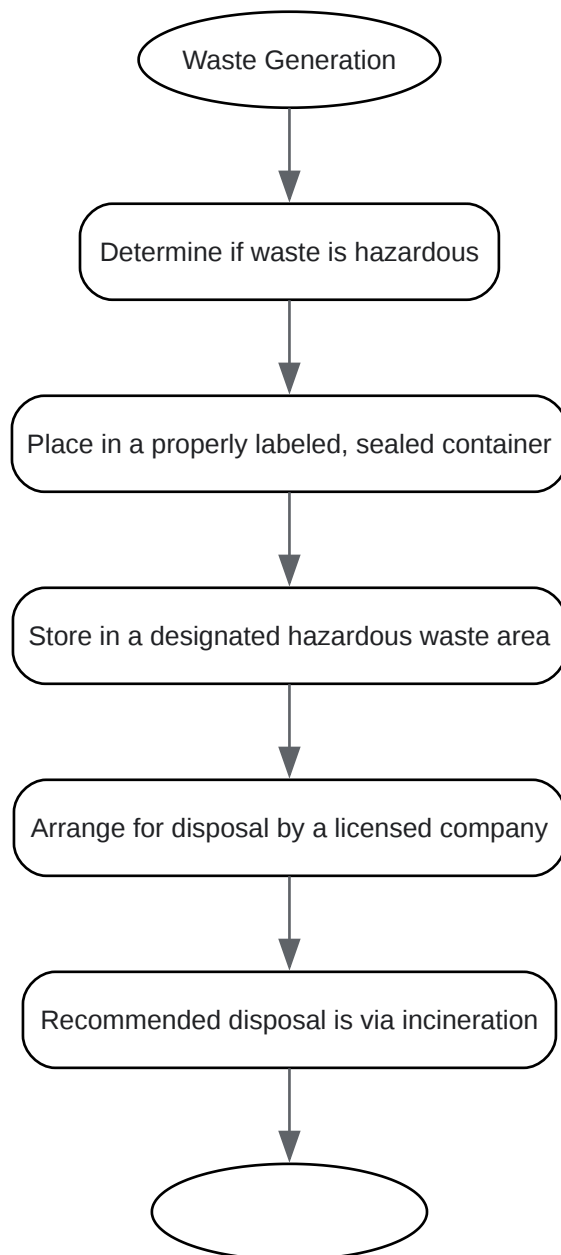 Waste Generation
Determine if waste is hazardous
Place in a properly labeled, sealed container
Store in a designated hazardous waste area
Arrange for disposal by a licensed company
Recommended disposal is via incineration